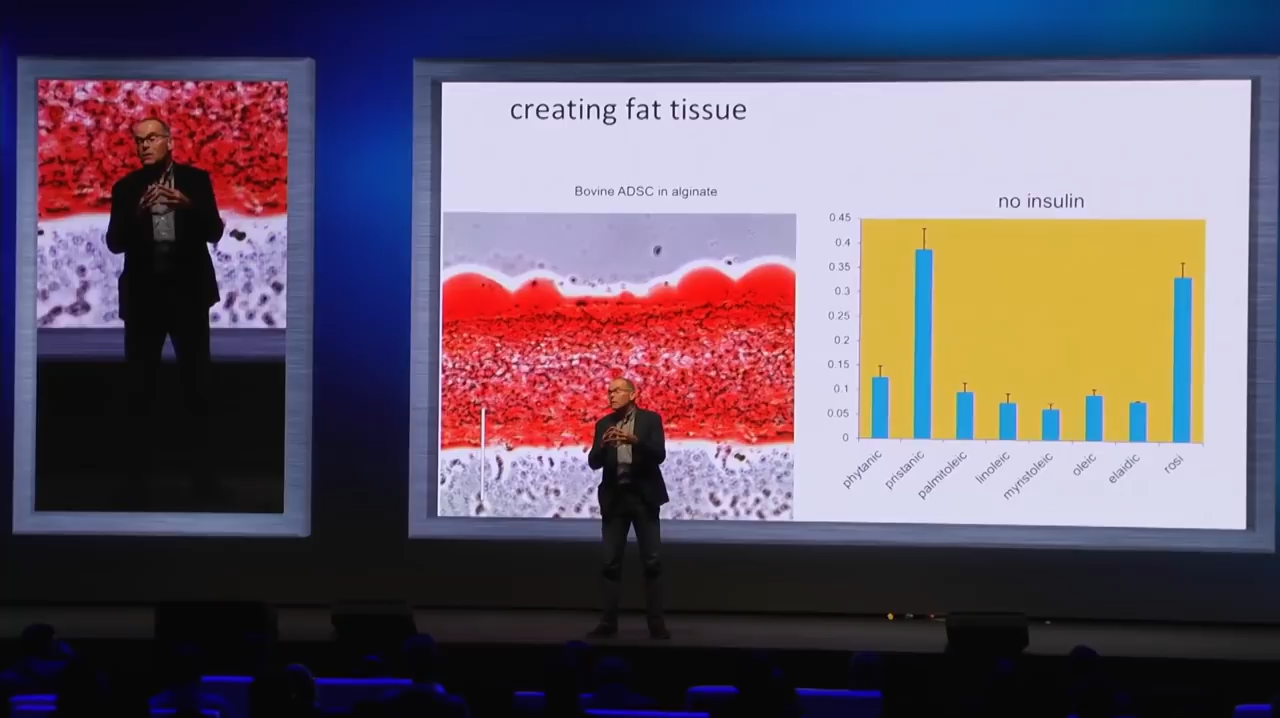 creating fat tissue
Bovine ADSC in alginate
no insulin
0.45
0.4
0.35
0.3
0.25
0.2
0.15
0.1
0.05
0
phytanic
pristanic
palmitoleic
linoleic
myristoleic
oleic
elaidic
rosi